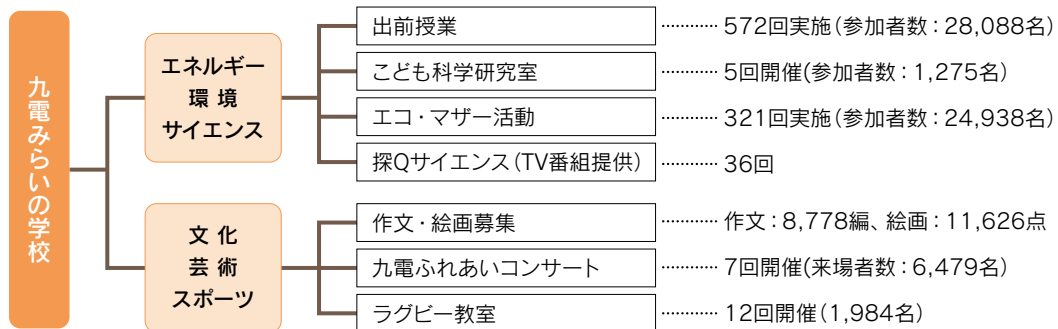 九電みらいの学校
エネルギー
環 境
サイエンス
出前授業 ………… 572回実施(参加者数:28,088名)
こども科学研究室 ………… 5回開催(参加者数:1,275名)
エコ・マザー活動 ………… 321回実施(参加者数:24,938名)
探Qサイエンス(TV番組提供) ………… 36回
文 化
芸 術
スポーツ
作文・絵画募集 ………… 作文:8,778編、絵画:11,626点
九電ふれあいコンサート ………… 7回開催(来場者数:6,479名)
ラグビー教室 ………… 12回開催(1,984名)